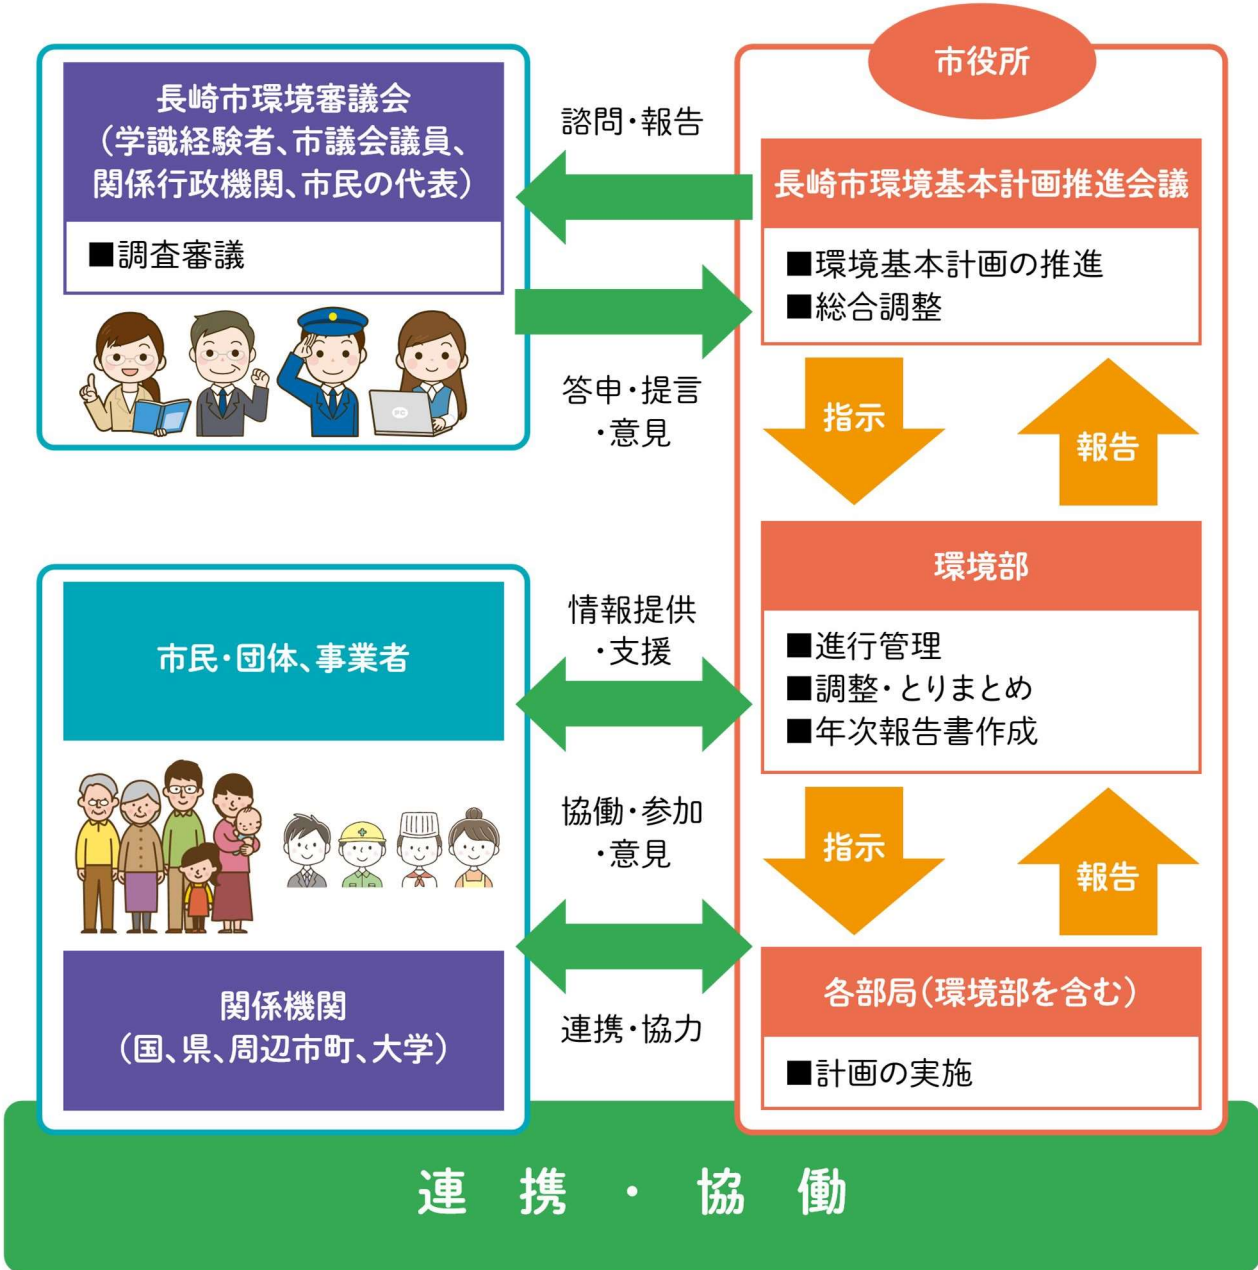 長崎市環境審議会
（学識経験者、市議会議員、
関係行政機関、市民の代表）
■調査審議
PC
諮問・報告
答申・提言
・意見
市役所
長崎市環境基本計画推進会議
■環境基本計画の推進
■総合調整
指示
報告
環境部
■進行管理
■調整・とりまとめ
■年次報告書作成
指示
報告
各部局（環境部を含む）
■計画の実施
市民・団体、事業者
情報提供
・支援
協働・参加
・意見
関係機関
（国、県、周辺市町、大学）
連携・協力
連携・協働